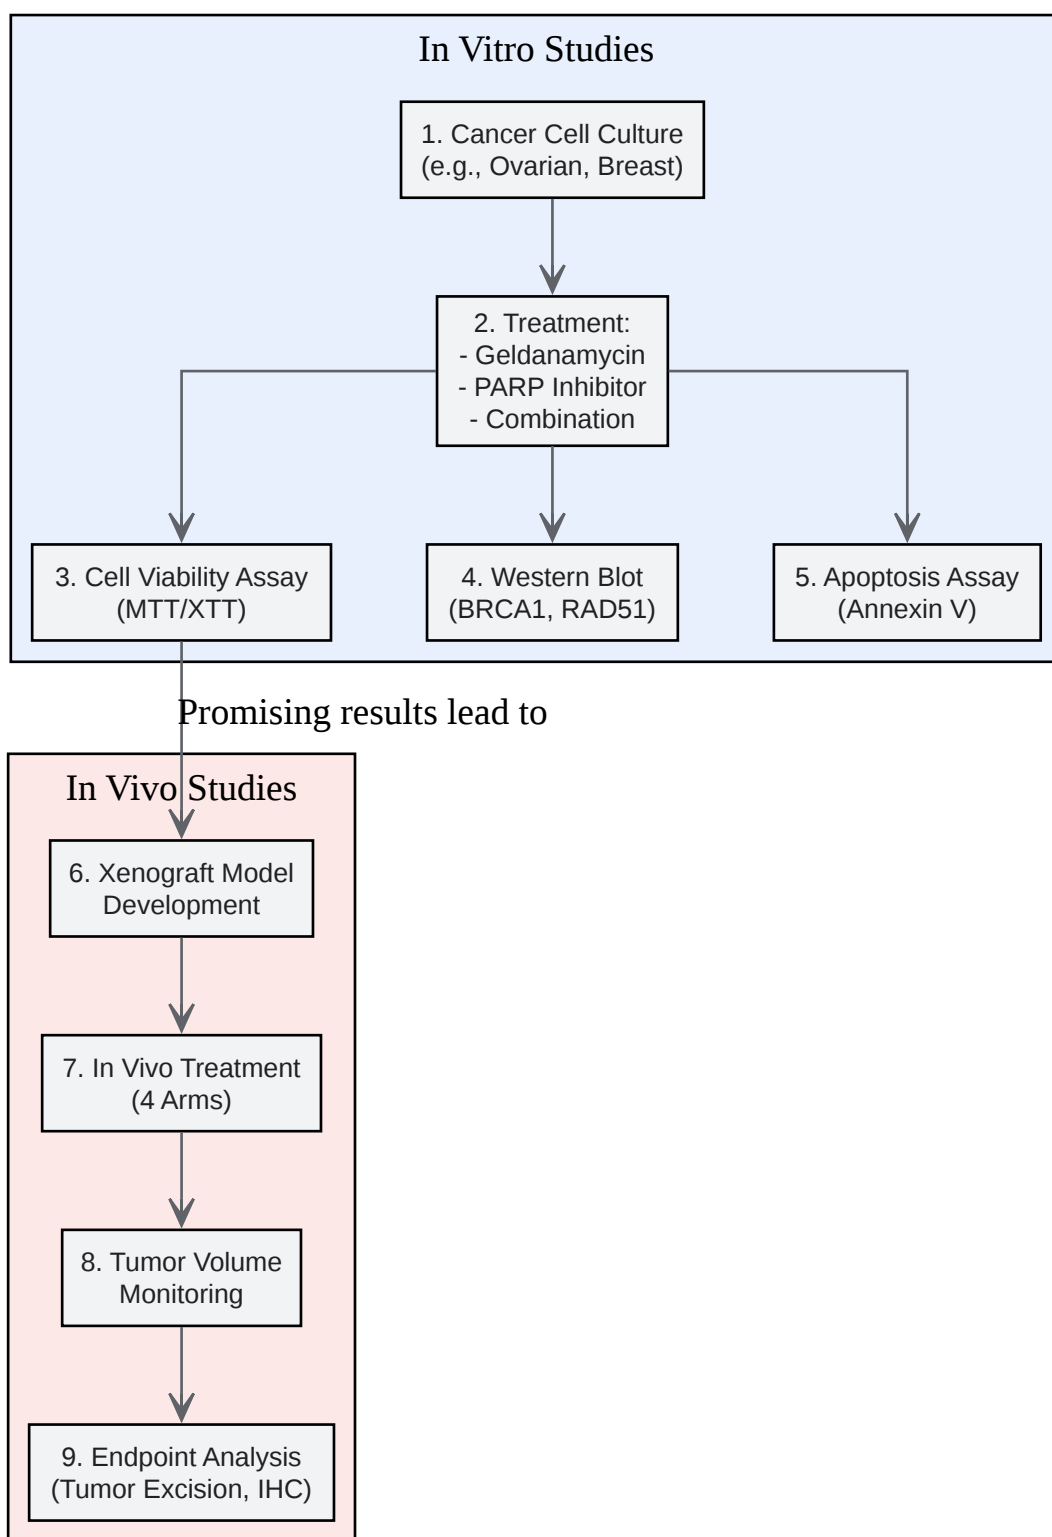 In Vitro Studies
1. Cancer Cell Culture
(e.g., Ovarian, Breast)
2. Treatment:
- Geldanamycin
- PARP Inhibitor
- Combination
3. Cell Viability Assay
(MTT/XTT)
4. Western Blot
(BRCA1, RAD51)
5. Apoptosis Assay
(Annexin V)
Promising results lead to
In Vivo Studies
6. Xenograft Model
Development
7. In Vivo Treatment
(4 Arms)
8. Tumor Volume
Monitoring
9. Endpoint Analysis
(Tumor Excision, IHC)